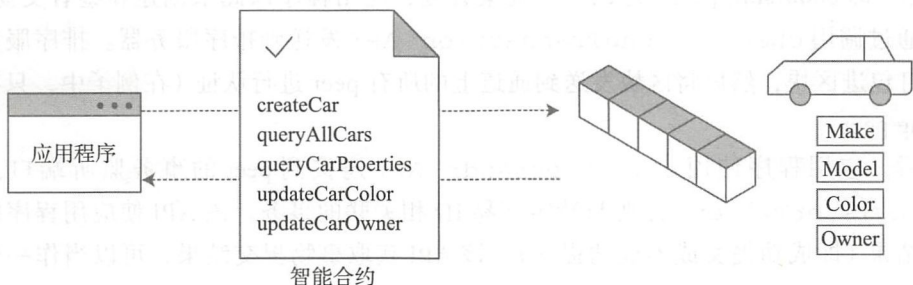 应用程序
createCar
queryAllCars
queryCarProerties
updateCarColor
updateCarOwner
智能合约
Make
Model
Color
Owner